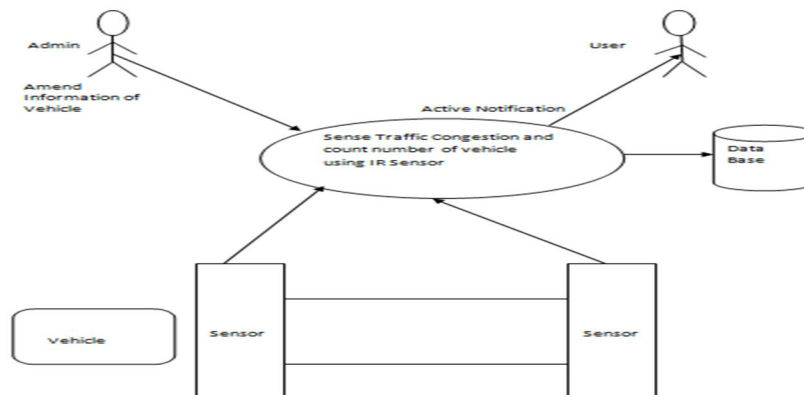 Admin
User
Amend
Information of
Vehicle
Active Notification
Sense Traffic Congestion and
count number of vehicle
using IR Sensor
Data
Base
Sensor
Sensor
Vehicle